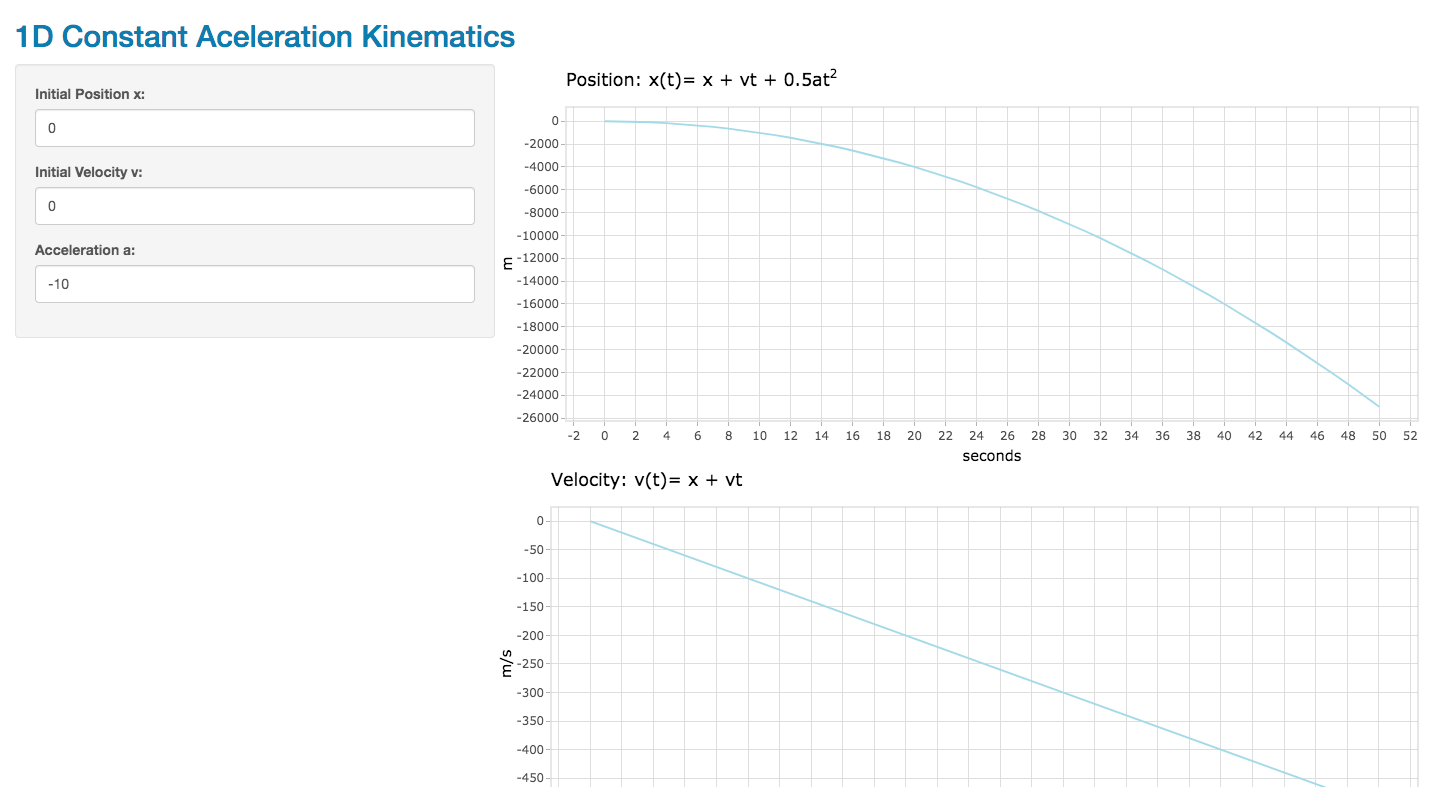 1D Constant Aceleration Kinematics
Initial Position x:
0
Initial Velocity v:
0
Acceleration a:
-10
Position: x(t)= x + vt + 0.5at²
0
-2000
-4000
-6000
-8000
-10000
-12000
-14000
-16000
-18000
-20000
-22000
-24000
-26000
m
-2 0 2 4 6 8 10 12 14 16 18 20 22 24 26 28 30 32 34 36 38 40 42 44 46 48 50 52
seconds
Velocity: v(t)= x + vt
0
-50
-100
-150
-200
-250
-300
-350
-400
-450
m/s